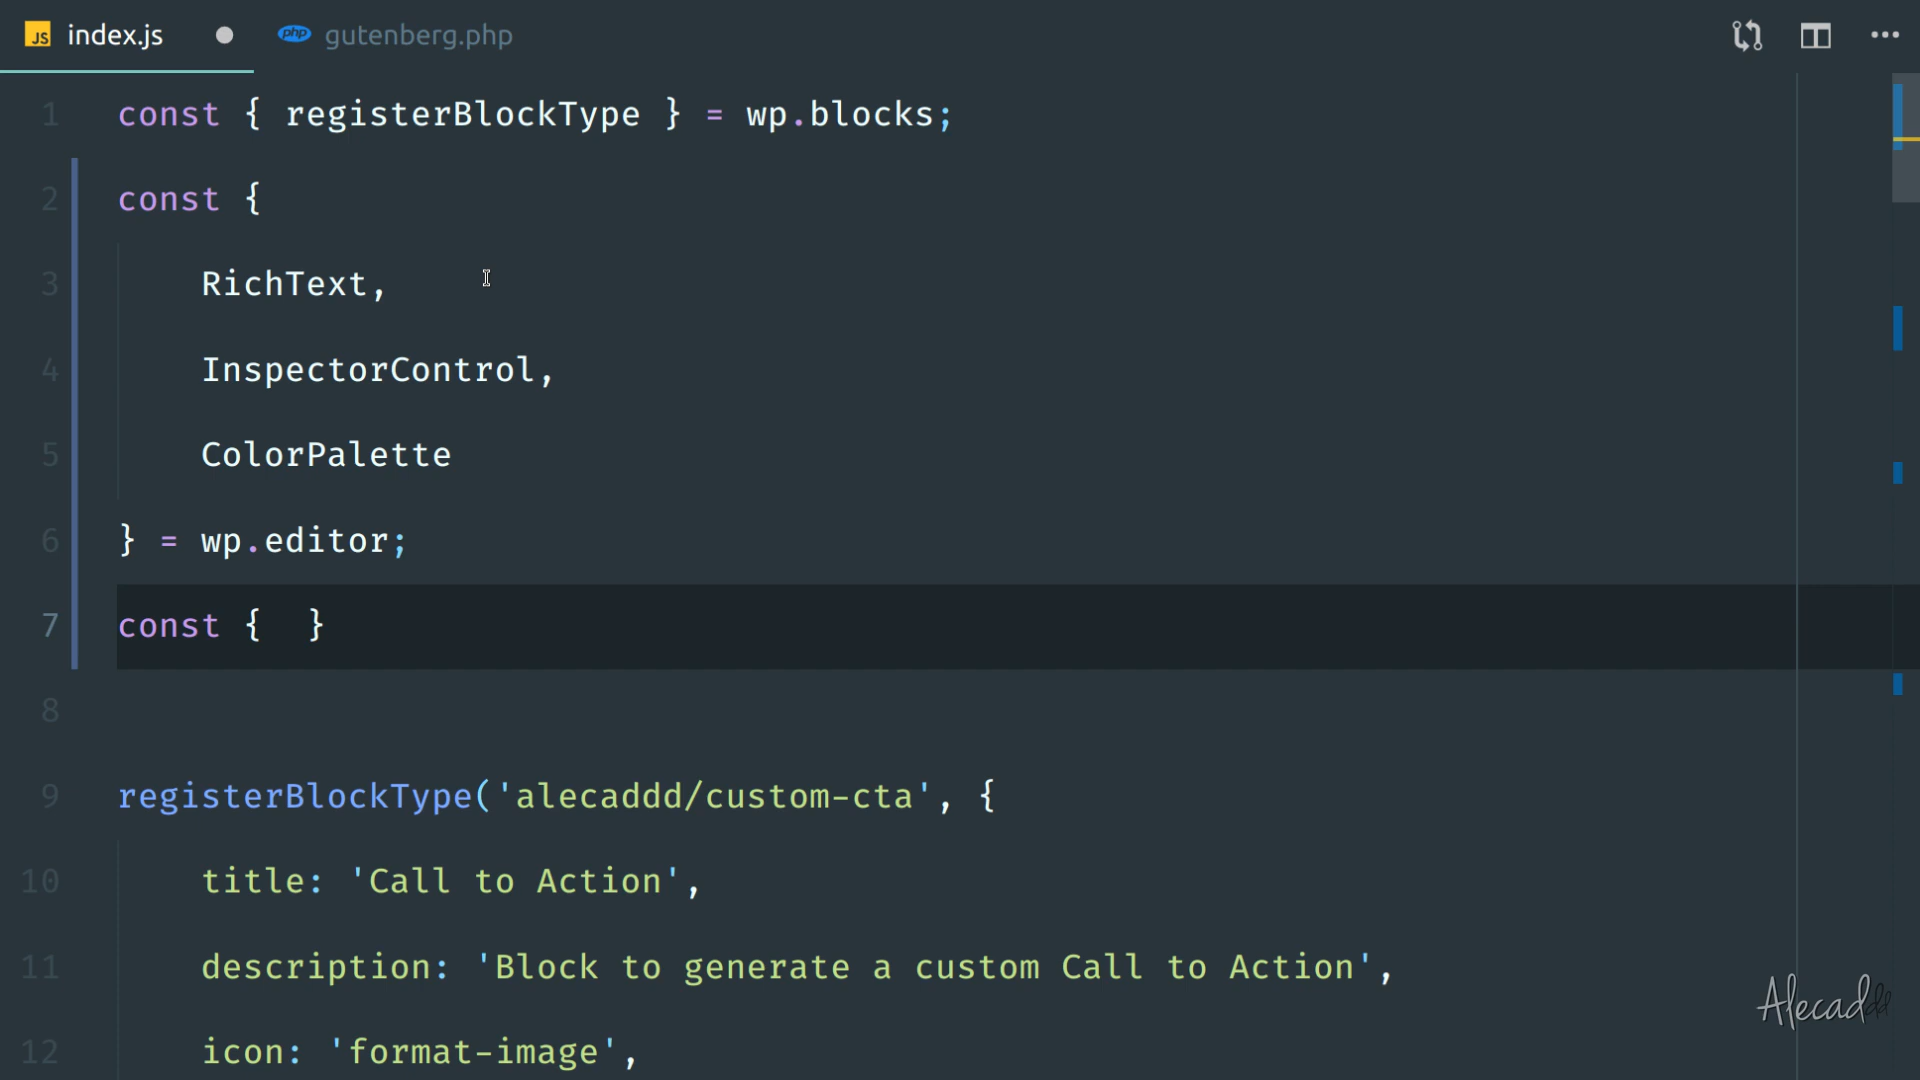 JS index.js php gutenberg.php
1 const { registerBlockType } = wp.blocks;
2 const {
3 RichText,
4 InspectorControl,
5 ColorPalette
6 } = wp.editor;
7 const {  }
8
9 registerBlockType('alecaddd/custom-cta', {
10 title: 'Call to Action',
11 description: 'Block to generate a custom Call to Action',
12 icon: 'format-image',
Alecaddd